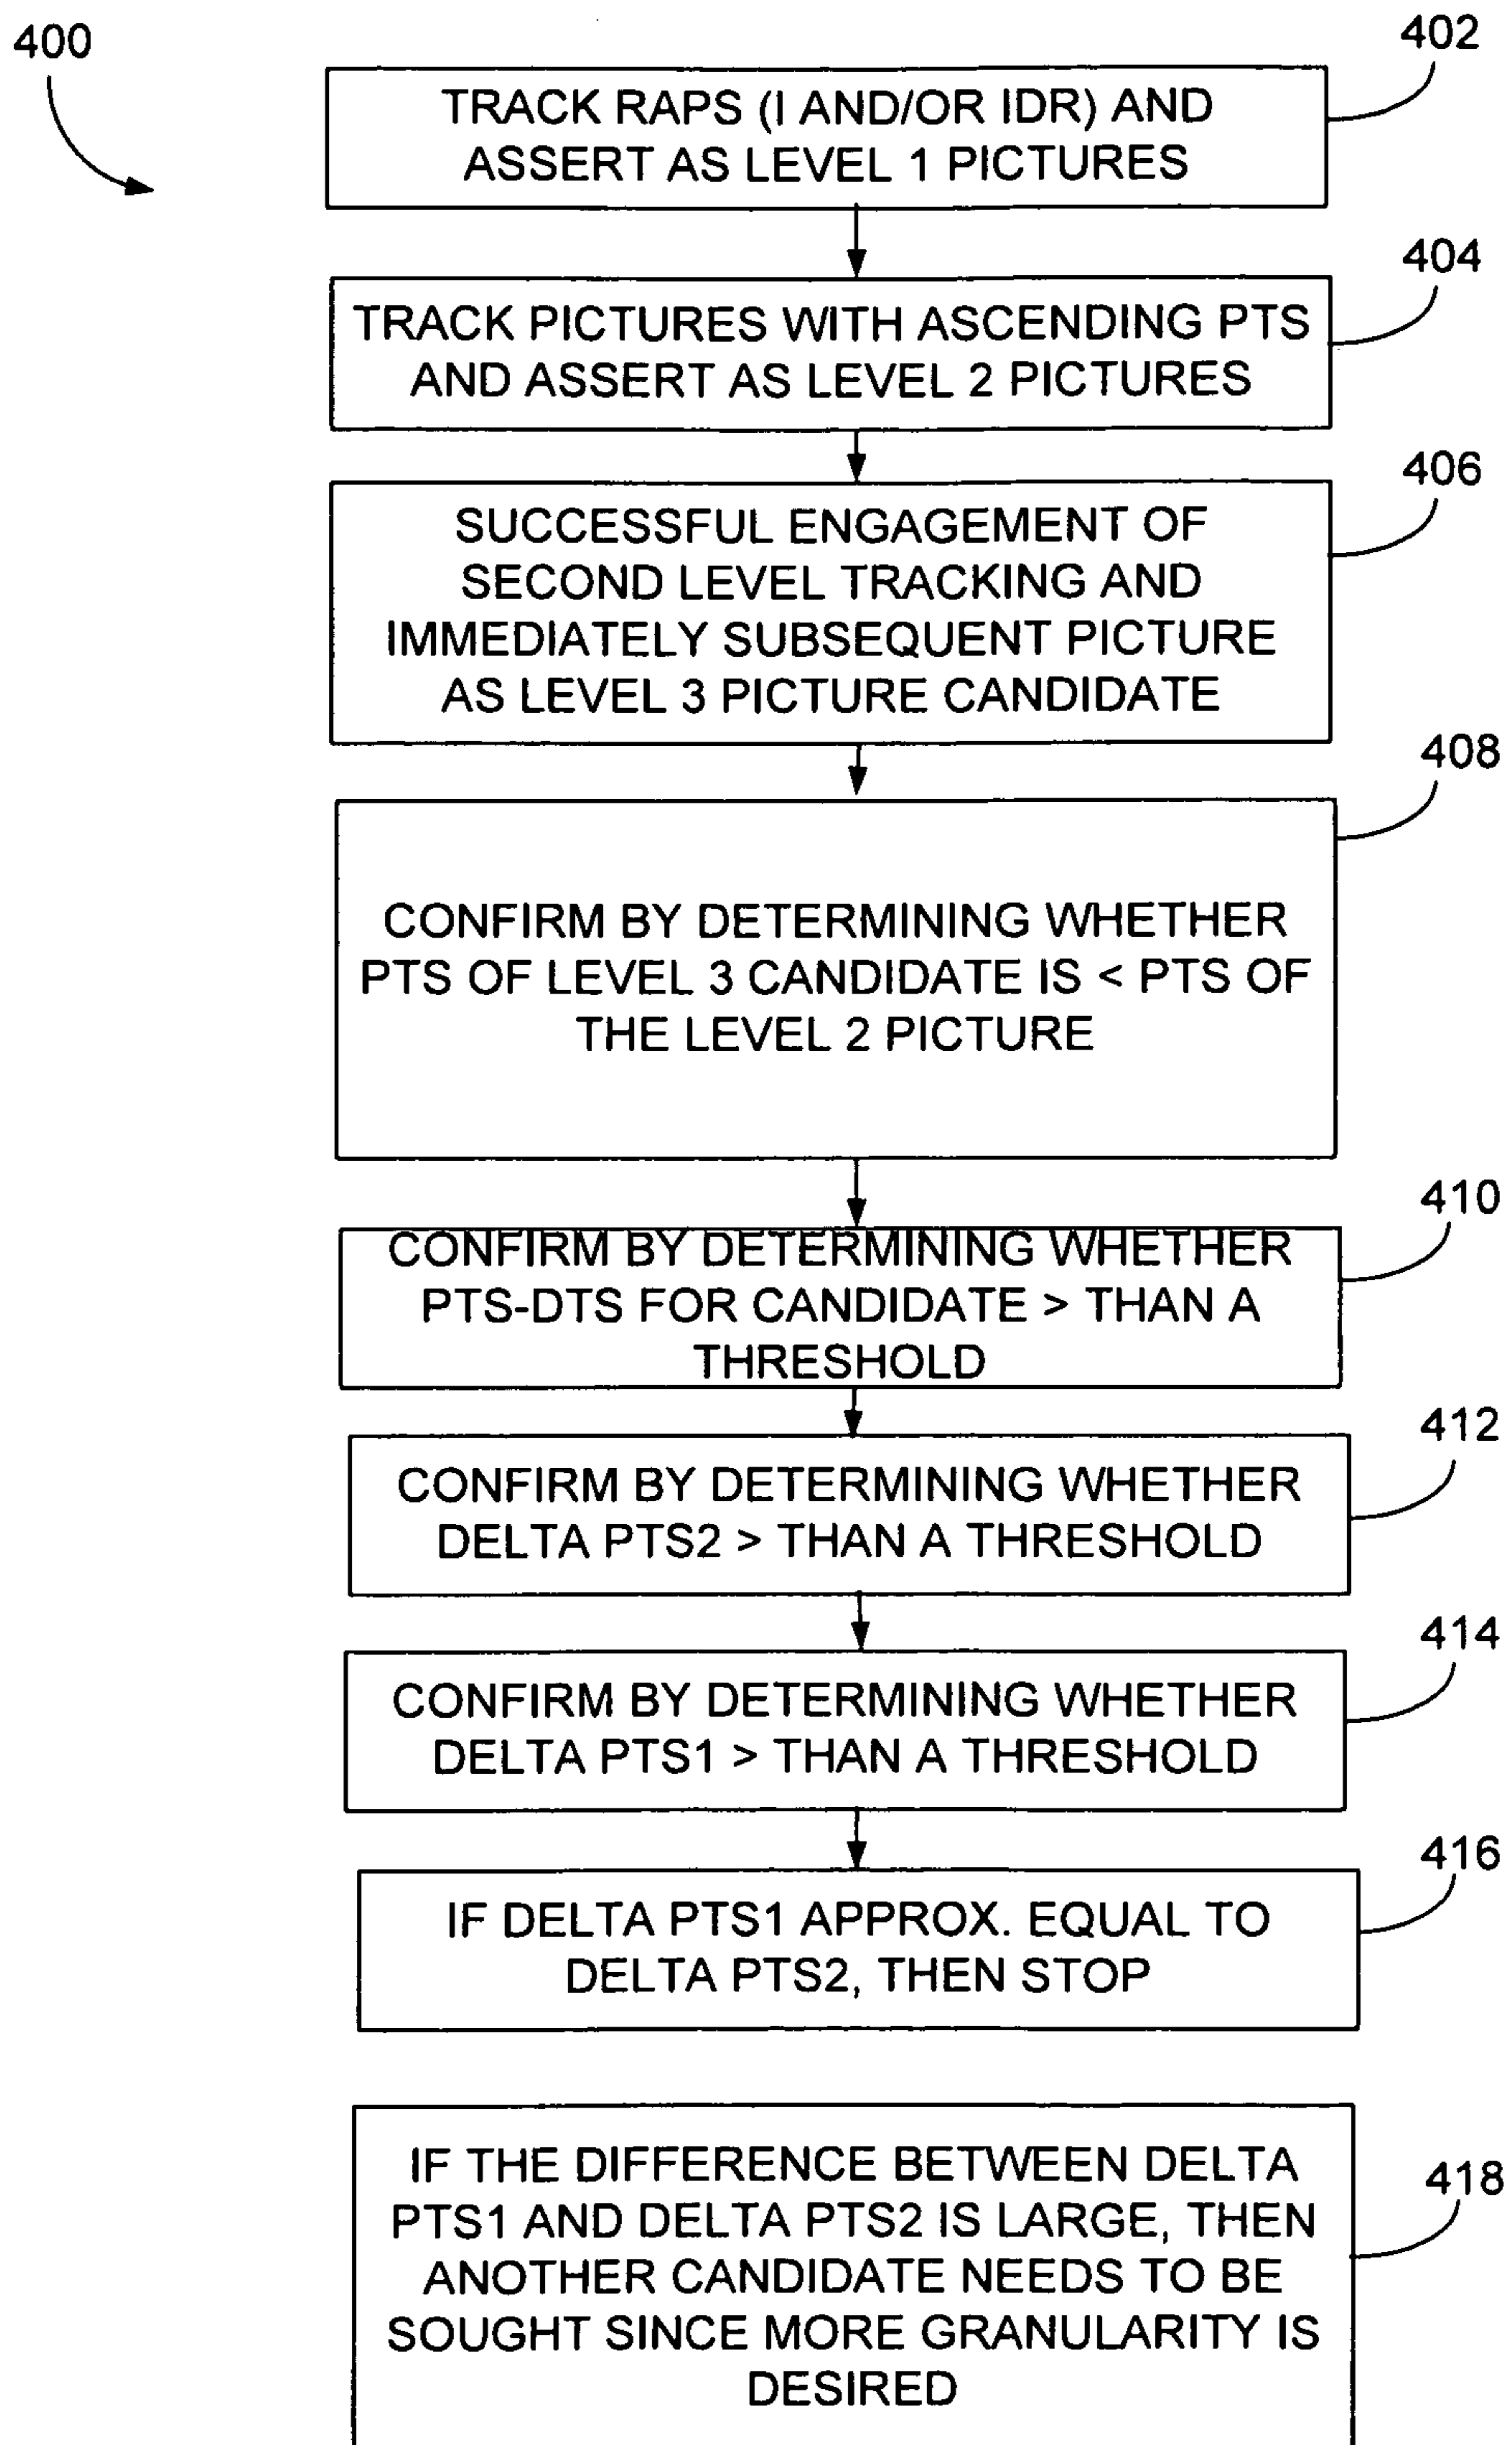 400
402
TRACK RAPS (I AND/OR IDR) AND
ASSERT AS LEVEL 1 PICTURES
404
TRACK PICTURES WITH ASCENDING PTS
AND ASSERT AS LEVEL 2 PICTURES
406
SUCCESSFUL ENGAGEMENT OF
SECOND LEVEL TRACKING AND
IMMEDIATELY SUBSEQUENT PICTURE
AS LEVEL 3 PICTURE CANDIDATE
408
CONFIRM BY DETERMINING WHETHER
PTS OF LEVEL 3 CANDIDATE IS < PTS OF
THE LEVEL 2 PICTURE
410
CONFIRM BY DETERMINING WHETHER
PTS-DTS FOR CANDIDATE > THAN A
THRESHOLD
412
CONFIRM BY DETERMINING WHETHER
DELTA PTS2 > THAN A THRESHOLD
414
CONFIRM BY DETERMINING WHETHER
DELTA PTS1 > THAN A THRESHOLD
416
IF DELTA PTS1 APPROX. EQUAL TO
DELTA PTS2, THEN STOP
418
IF THE DIFFERENCE BETWEEN DELTA
PTS1 AND DELTA PTS2 IS LARGE, THEN
ANOTHER CANDIDATE NEEDS TO BE
SOUGHT SINCE MORE GRANULARITY IS
DESIRED